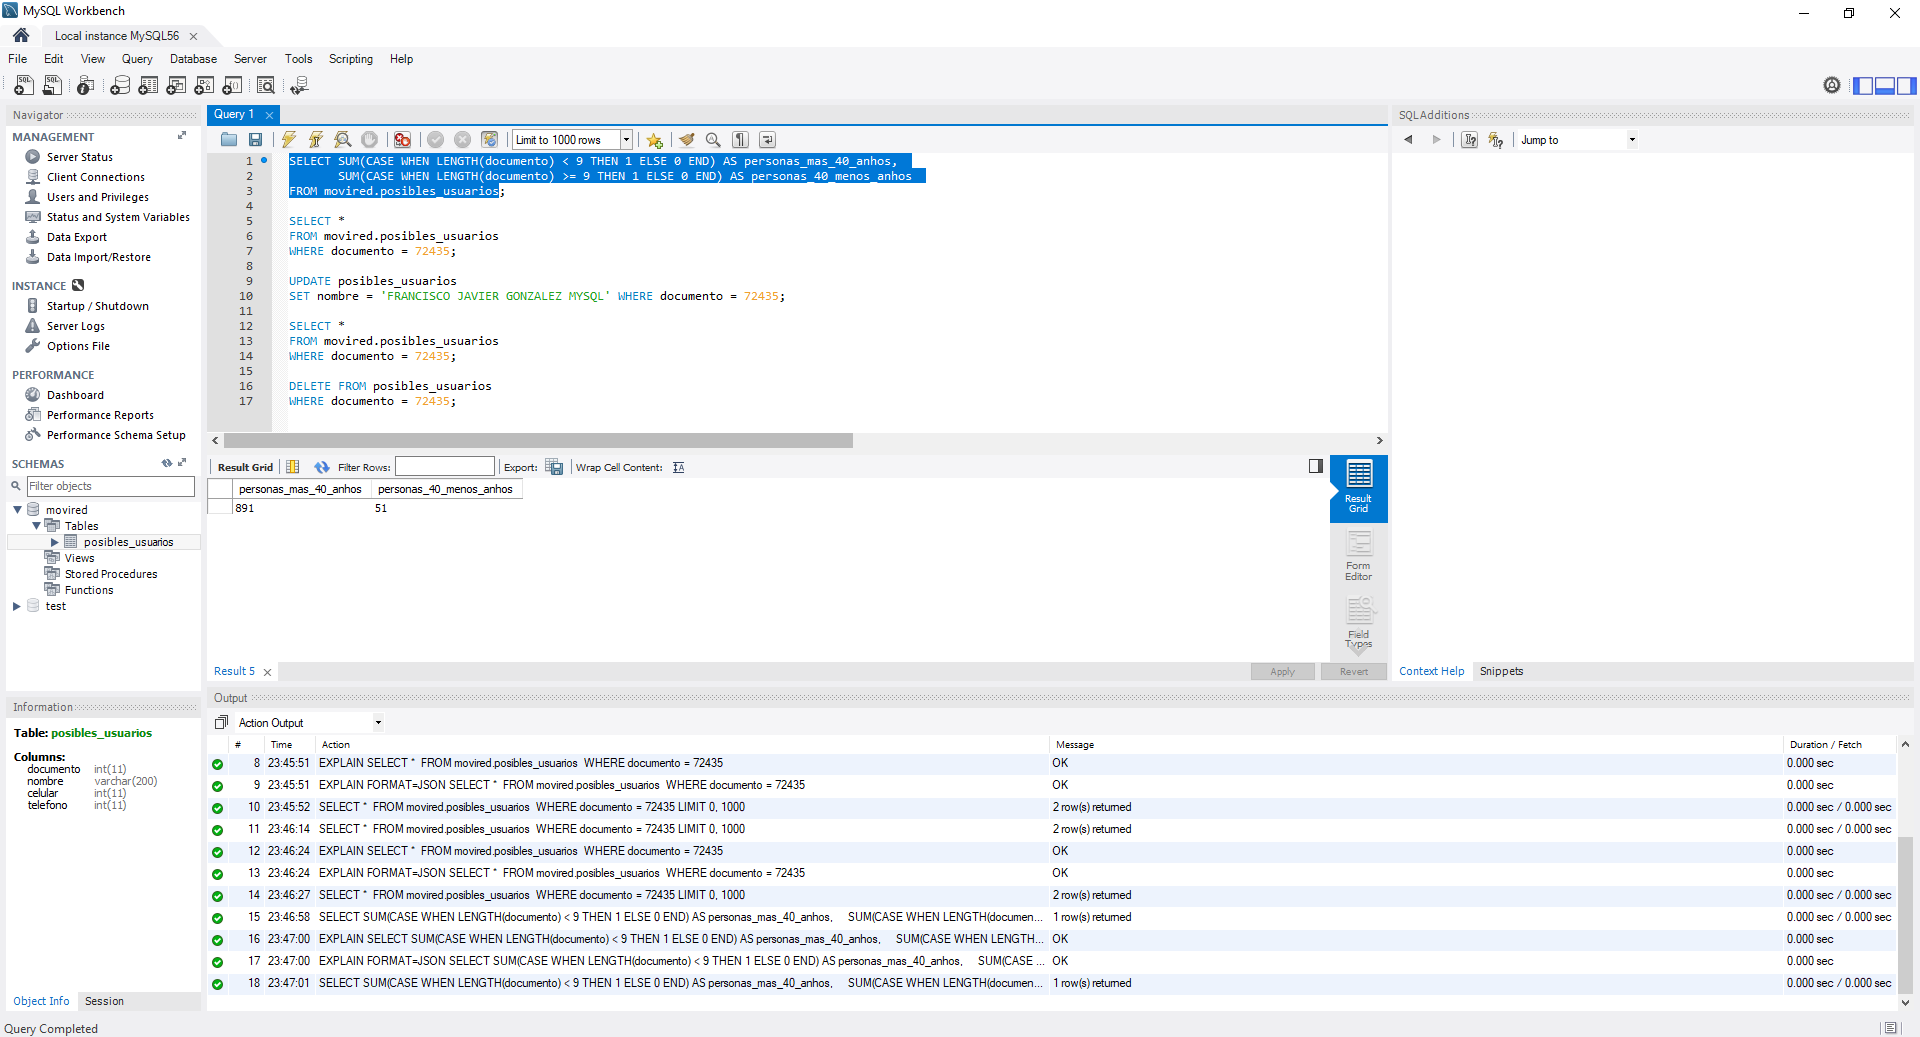 MySQL Workbench
Local instance MySQL56
File Edit View Query Database Server Tools Scripting Help
Navigator
MANAGEMENT
Server Status
Client Connections
Users and Privileges
Status and System Variables
Data Export
Data Import/Restore
INSTANCE
Startup / Shutdown
Server Logs
Options File
PERFORMANCE
Dashboard
Performance Reports
Performance Schema Setup
SCHEMAS
Filter objects
movired
Tables
posibles_usuarios
Views
Stored Procedures
Functions
test
Information
Table: posibles_usuarios
Columns:
documento int(11)
nombre varchar(200)
celular int(11)
telefono int(11)
Object Info Session
Query Completed
Query 1
Limit to 1000 rows
1 SELECT SUM(CASE WHEN LENGTH(documento) < 9 THEN 1 ELSE 0 END) AS personas_mas_40_anhos,
2 SUM(CASE WHEN LENGTH(documento) >= 9 THEN 1 ELSE 0 END) AS personas_40_menos_anhos
3 FROM movired.posibles_usuarios;
4
5 SELECT *
6 FROM movired.posibles_usuarios
7 WHERE documento = 72435;
8
9 UPDATE posibles_usuarios
10 SET nombre = 'FRANCISCO JAVIER GONZALEZ MYSQL' WHERE documento = 72435;
11
12 SELECT *
13 FROM movired.posibles_usuarios
14 WHERE documento = 72435;
15
16 DELETE FROM posibles_usuarios
17 WHERE documento = 72435;
Result Grid Filter Rows: Export: Wrap Cell Content:
personas_mas_40_anhos personas_40_menos_anhos
891 51
Result Grid
Form Editor
Field Types
Result 5
Apply Revert
SQLAdditions
Jump to
Context Help Snippets
Output
Action Output
# Time Action Message Duration / Fetch
8 23:45:51 EXPLAIN SELECT * FROM movired.posibles_usuarios WHERE documento = 72435 OK 0.000 sec
9 23:45:51 EXPLAIN FORMAT=JSON SELECT * FROM movired.posibles_usuarios WHERE documento = 72435 OK 0.000 sec
10 23:45:52 SELECT * FROM movired.posibles_usuarios WHERE documento = 72435 LIMIT 0, 1000 2 row(s) returned 0.000 sec / 0.000 sec
11 23:46:14 SELECT * FROM movired.posibles_usuarios WHERE documento = 72435 LIMIT 0, 1000 2 row(s) returned 0.000 sec / 0.000 sec
12 23:46:24 EXPLAIN SELECT * FROM movired.posibles_usuarios WHERE documento = 72435 OK 0.000 sec
13 23:46:24 EXPLAIN FORMAT=JSON SELECT * FROM movired.posibles_usuarios WHERE documento = 72435 OK 0.000 sec
14 23:46:27 SELECT * FROM movired.posibles_usuarios WHERE documento = 72435 LIMIT 0, 1000 2 row(s) returned 0.000 sec / 0.000 sec
15 23:46:58 SELECT SUM(CASE WHEN LENGTH(documento) < 9 THEN 1 ELSE 0 END) AS personas_mas_40_anhos, SUM(CASE WHEN LENGTH(documen... 1 row(s) returned 0.000 sec / 0.000 sec
16 23:47:00 EXPLAIN SELECT SUM(CASE WHEN LENGTH(documento) < 9 THEN 1 ELSE 0 END) AS personas_mas_40_anhos, SUM(CASE WHEN LENGTH... OK 0.000 sec
17 23:47:00 EXPLAIN FORMAT=JSON SELECT SUM(CASE WHEN LENGTH(documento) < 9 THEN 1 ELSE 0 END) AS personas_mas_40_anhos, SUM(CASE ... OK 0.000 sec
18 23:47:01 SELECT SUM(CASE WHEN LENGTH(documento) < 9 THEN 1 ELSE 0 END) AS personas_mas_40_anhos, SUM(CASE WHEN LENGTH(documen... 1 row(s) returned 0.000 sec / 0.000 sec